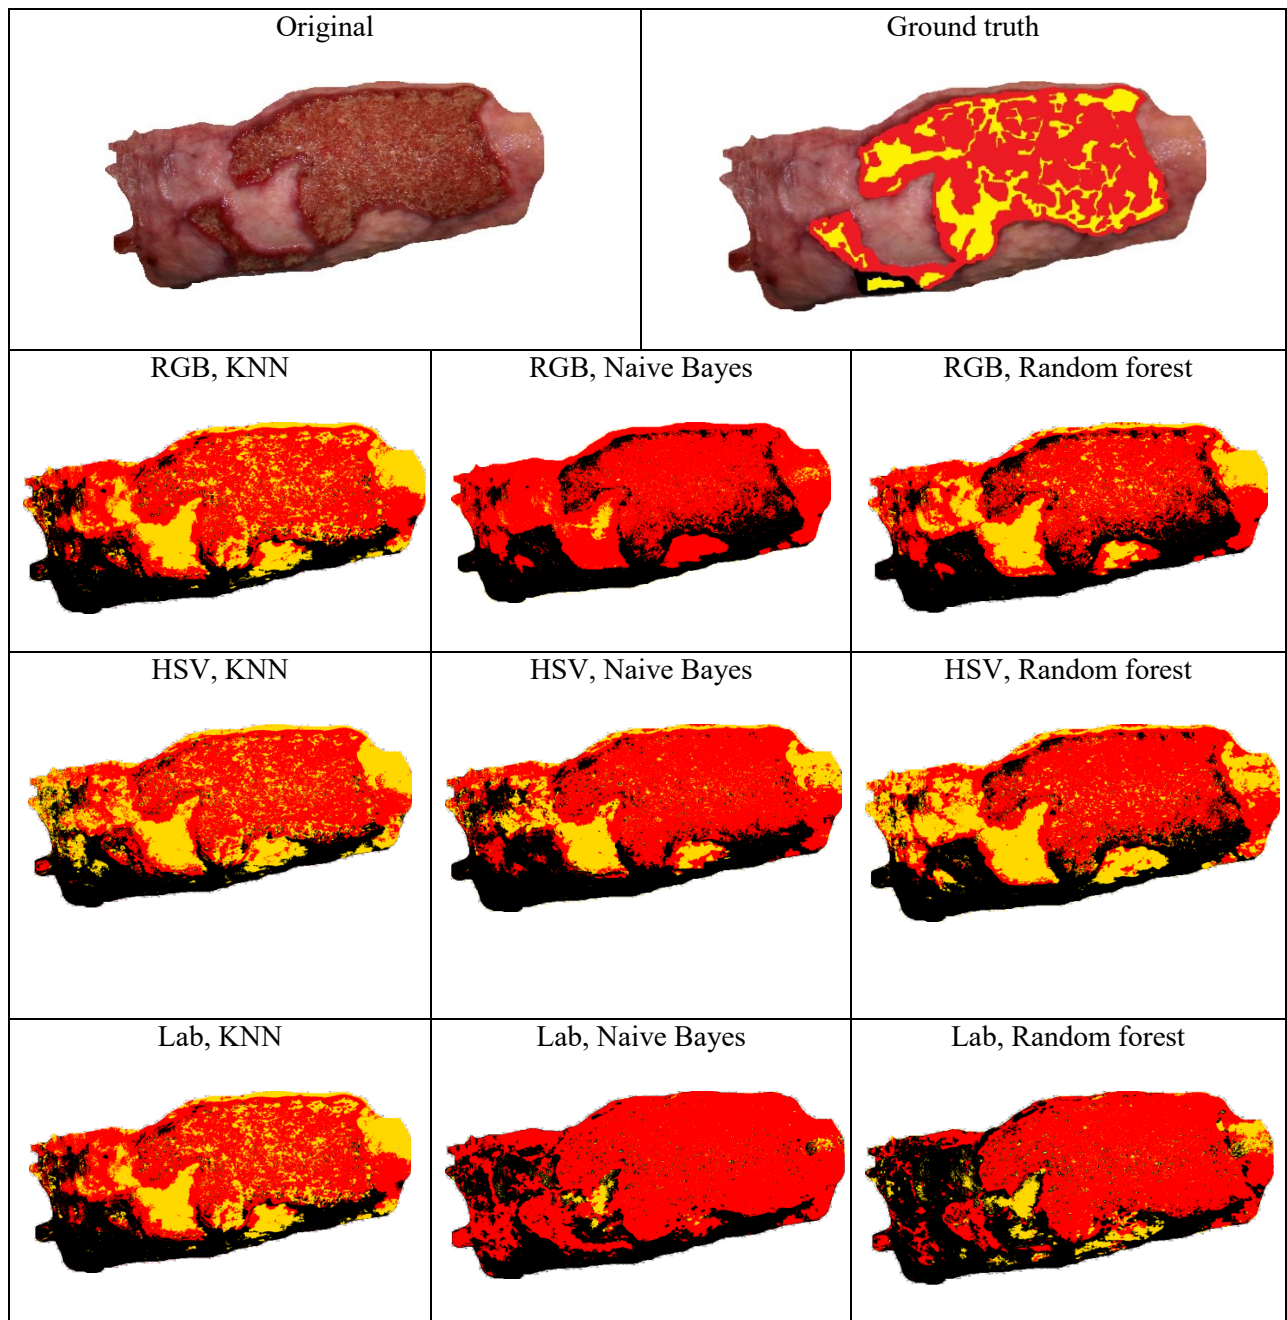 Original
Ground truth
RGB, KNN
RGB, Naive Bayes
RGB, Random forest
HSV, KNN
HSV, Naive Bayes
HSV, Random forest
Lab, KNN
Lab, Naive Bayes
Lab, Random forest